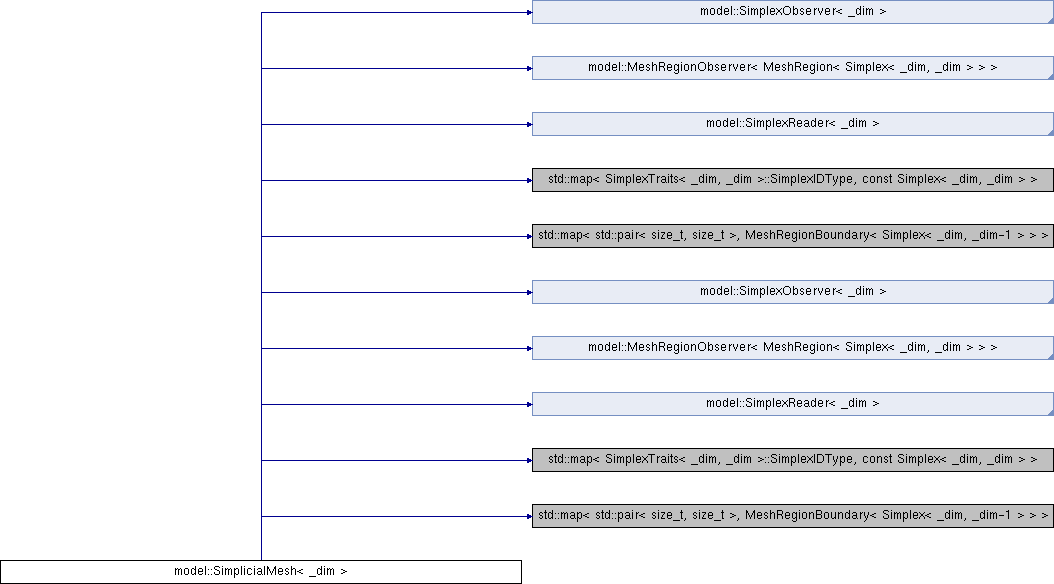 model::SimplexObserver< _dim >
model::MeshRegionObserver< MeshRegion< Simplex< _dim, _dim > > >
model::SimplexReader< _dim >
std::map< SimplexTraits< _dim, _dim >::SimplexIDType, const Simplex< _dim, _dim > >
std::map< std::pair< size_t, size_t >, MeshRegionBoundary< Simplex< _dim, _dim-1 > > >
model::SimplexObserver< _dim >
model::MeshRegionObserver< MeshRegion< Simplex< _dim, _dim > > >
model::SimplexReader< _dim >
std::map< SimplexTraits< _dim, _dim >::SimplexIDType, const Simplex< _dim, _dim > >
std::map< std::pair< size_t, size_t >, MeshRegionBoundary< Simplex< _dim, _dim-1 > > >
model::SimplicialMesh< _dim >